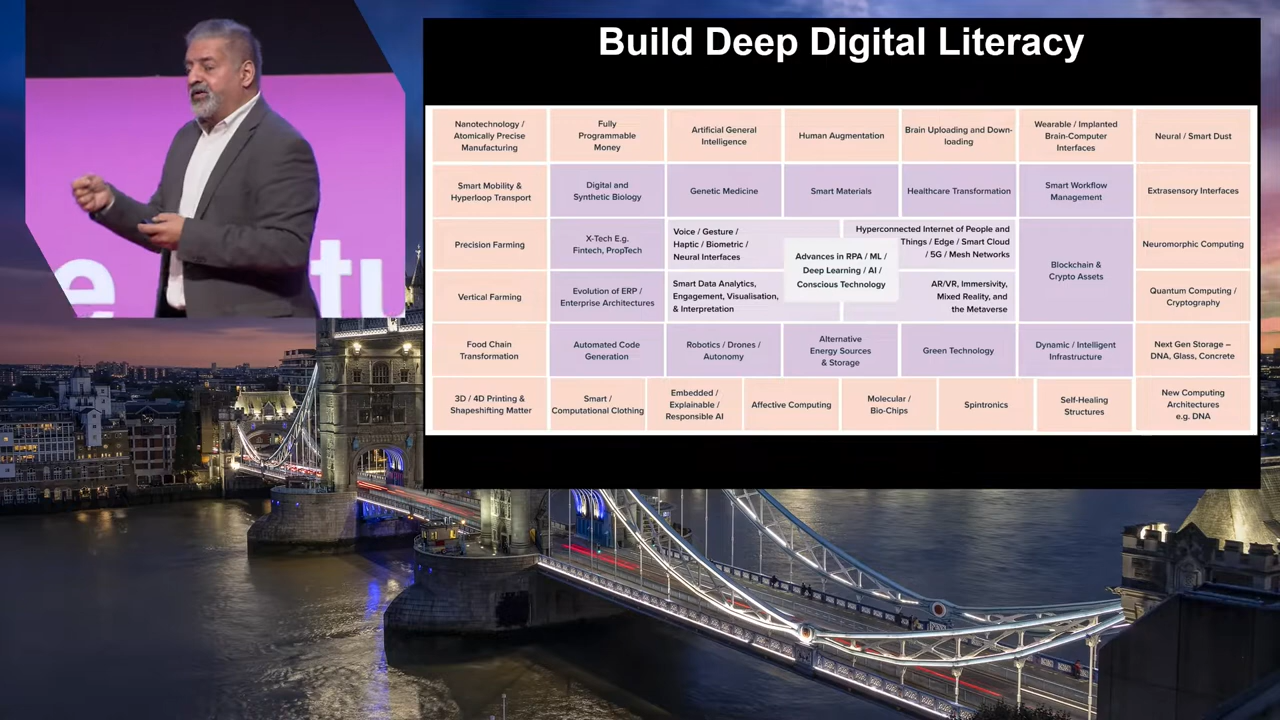 Build Deep Digital Literacy
Nanotechnology /
Atomically Precise
Manufacturing
Fully
Programmable
Money
Artificial General
Intelligence
Human Augmentation
Brain Uploading and Down-
loading
Wearable / Implanted
Brain-Computer
Interfaces
Neural / Smart Dust
Smart Mobility &
Hyperloop Transport
Digital and
Synthetic Biology
Genetic Medicine
Smart Materials
Healthcare Transformation
Smart Workflow
Management
Extrasensory Interfaces
Precision Farming
X-Tech E.g.
Fintech, PropTech
Voice / Gesture /
Haptic / Biometric /
Neural Interfaces
Advances in RPA / ML /
Deep Learning / AI /
Conscious Technology
Hyperconnected Internet of People and
Things / Edge / Smart Cloud
/ 5G / Mesh Networks
Blockchain &
Crypto Assets
Neuromorphic Computing
Vertical Farming
Evolution of ERP /
Enterprise Architectures
Smart Data Analytics,
Engagement, Visualisation,
& Interpretation
AR/VR, Immersivity,
Mixed Reality, and
the Metaverse
Quantum Computing /
Cryptography
Food Chain
Transformation
Automated Code
Generation
Robotics / Drones /
Autonomy
Alternative
Energy Sources
& Storage
Green Technology
Dynamic / Intelligent
Infrastructure
Next Gen Storage –
DNA, Glass, Concrete
3D / 4D Printing &
Shapeshifting Matter
Smart /
Computational Clothing
Embedded /
Explainable /
Responsible AI
Affective Computing
Molecular /
Bio-Chips
Spintronics
Self-Healing
Structures
New Computing
Architectures
e.g. DNA
e tu